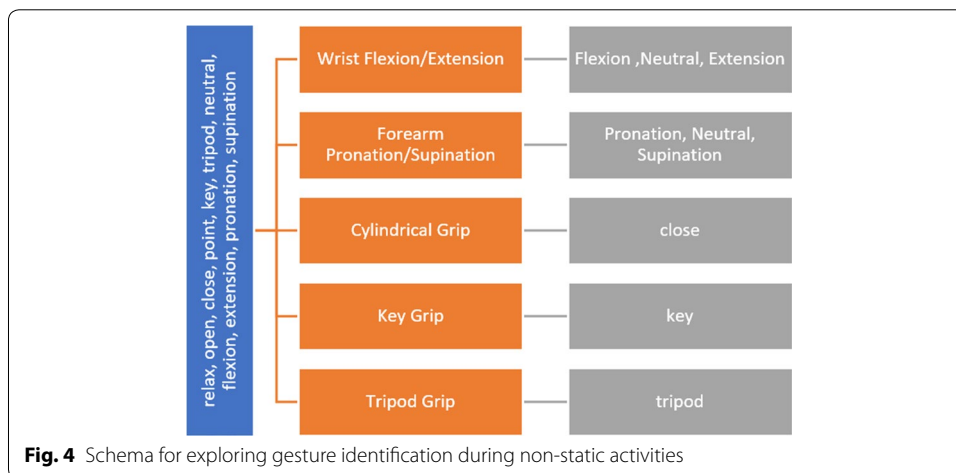 relax, open, close, point, key, tripod, neutral,
flexion, extension, pronation, supination
Wrist Flexion/Extension
Flexion ,Neutral, Extension
Forearm
Pronation/Supination
Pronation, Neutral,
Supination
Cylindrical Grip
close
Key Grip
key
Tripod Grip
tripod
Fig. 4 Schema for exploring gesture identification during non-static activities